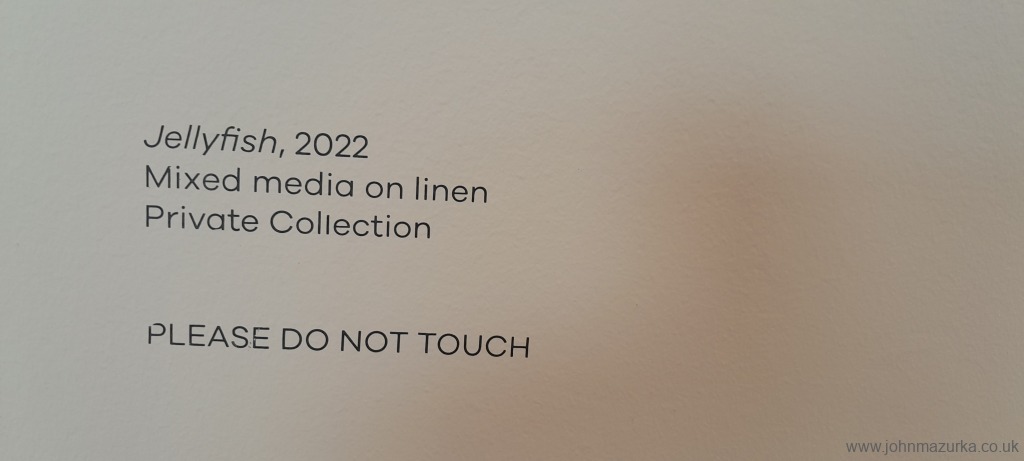 Jellyfish, 2022
Mixed media on linen
Private Collection
PLEASE DO NOT TOUCH
www.johnmazurka.co.uk